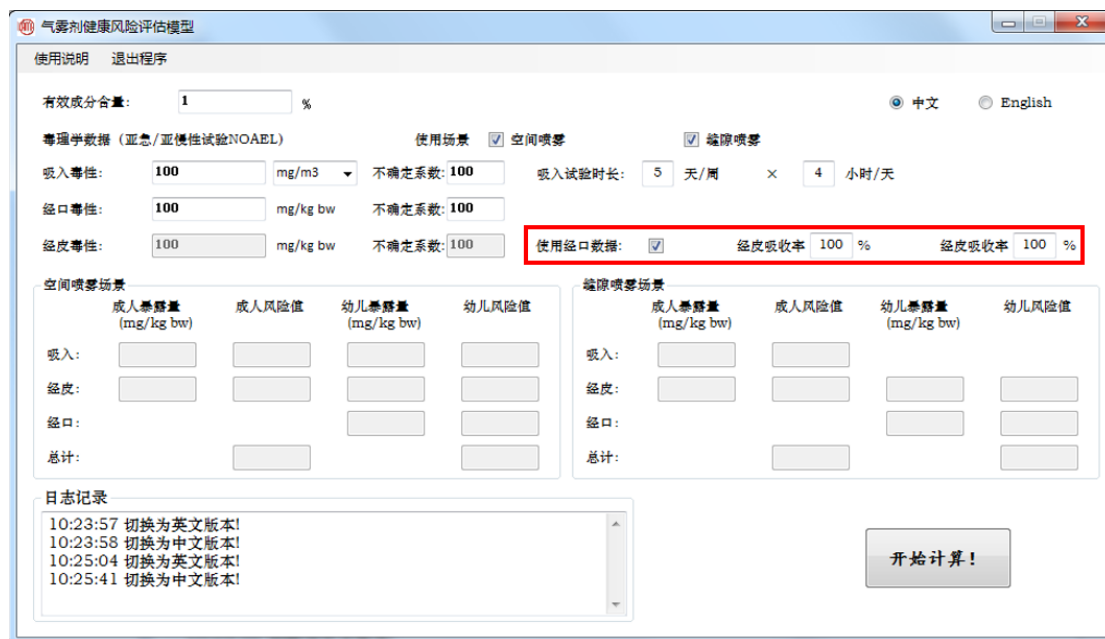 气雾剂健康风险评估模型
使用说明 退出程序
有效成分含量: 1 % 中文 English
毒理学数据 (亚急/亚慢性试验NOAEL) 使用场景 空间喷雾 缝隙喷雾
吸入毒性: 100 mg/m3 不确定系数: 100 吸入试验时长: 5 天/周 × 4 小时/天
经口毒性: 100 mg/kg bw 不确定系数: 100
经皮毒性: 100 mg/kg bw 不确定系数: 100 使用经口数据: 经皮吸收率 100 % 经皮吸收率 100 %
空间喷雾场景 缝隙喷雾场景
成人暴露量 成人风险值 幼儿暴露量 幼儿风险值 成人暴露量 成人风险值 幼儿暴露量 幼儿风险值
(mg/kg bw) (mg/kg bw) (mg/kg bw) (mg/kg bw)
吸入: 吸入:
经皮: 经皮:
经口: 经口:
总计: 总计:
日志记录
10:23:57 切换为英文版本!
10:23:58 切换为中文版本!
10:25:04 切换为英文版本!
10:25:41 切换为中文版本!
开始计算!